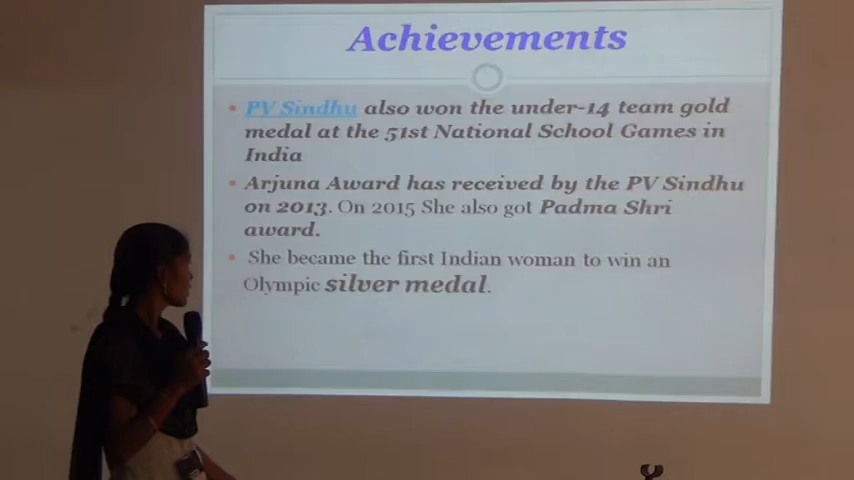 Achievements
PV Sindhu also won the under-14 team gold
medal at the 51st National School Games in
India
Arjuna Award has received by the PV Sindhu
on 2013. On 2015 She also got Padma Shri
award.
She became the first Indian woman to win an
Olympic silver medal.